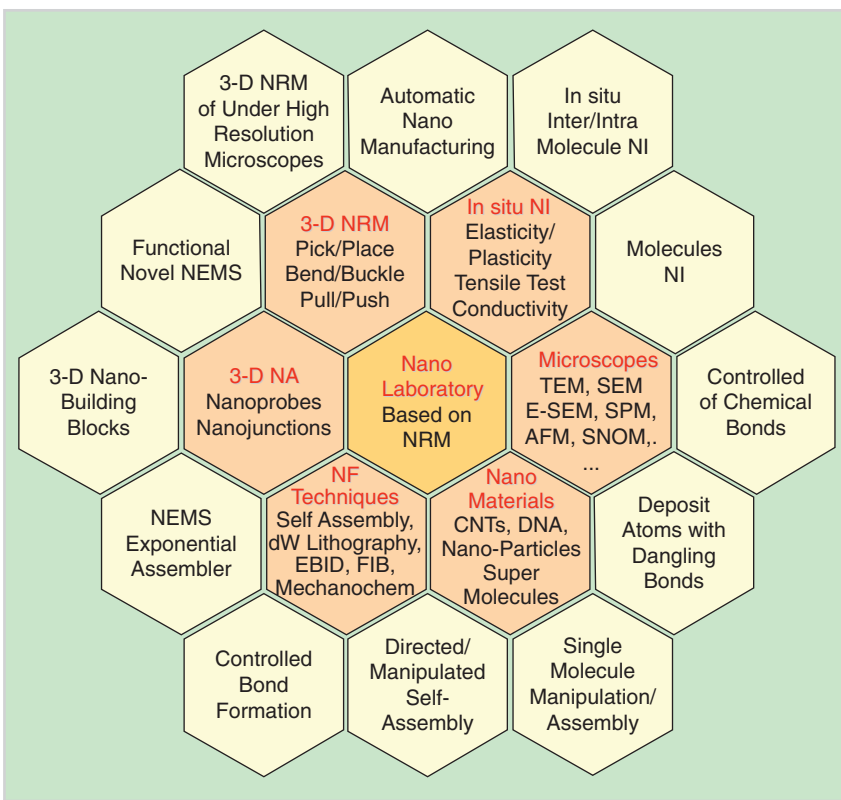 3-D NRM
of Under High
Resolution
Microscopes
Automatic
Nano
Manufacturing
In situ
Inter/Intra
Molecule NI
Functional
Novel NEMS
3-D NRM
Pick/Place
Bend/Buckle
Pull/Push
In situ NI
Elasticity/
Plasticity
Tensile Test
Conductivity
Molecules
NI
3-D Nano-
Building
Blocks
3-D NA
Nanoprobes
Nanojunctions
Nano
Laboratory
Based on
NRM
Microscopes
TEM, SEM
E-SEM, SPM,
AFM, SNOM,.
...
Controlled
of Chemical
Bonds
NEMS
Exponential
Assembler
NF
Techniques
Self Assembly,
dW Lithography,
EBID, FIB,
Mechanochem
Nano
Materials
CNTs, DNA,
Nano-Particles
Super
Molecules
Deposit
Atoms with
Dangling
Bonds
Controlled
Bond
Formation
Directed/
Manipulated
Self-
Assembly
Single
Molecule
Manipulation/
Assembly